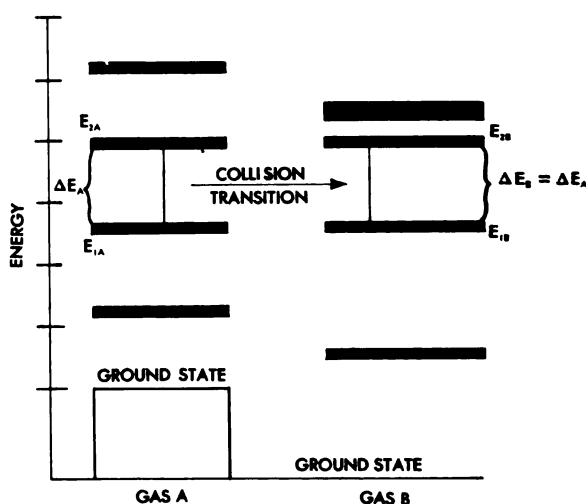 E2A
E2B
ΔEA
COLLISION
TRANSITION
ΔEB = ΔEA
E1A
E1B
ENERGY
GROUND STATE
GROUND STATE
GAS A
GAS B